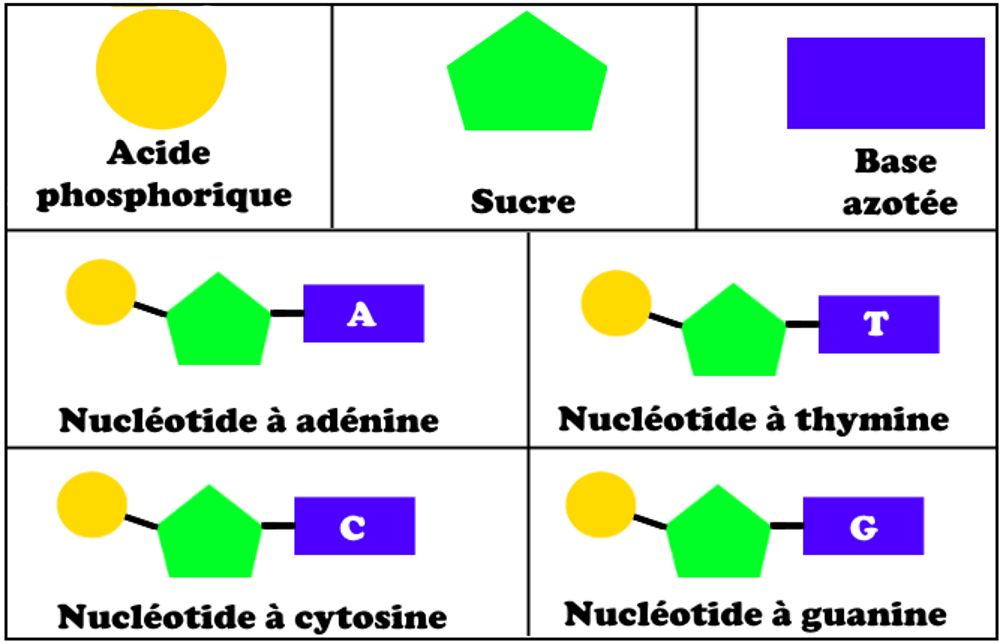 Acide
phosphorique
Sucre
Base
azotée
A
Nucléotide à adénine
T
Nucléotide à thymine
C
Nucléotide à cytosine
G
Nucléotide à guanine